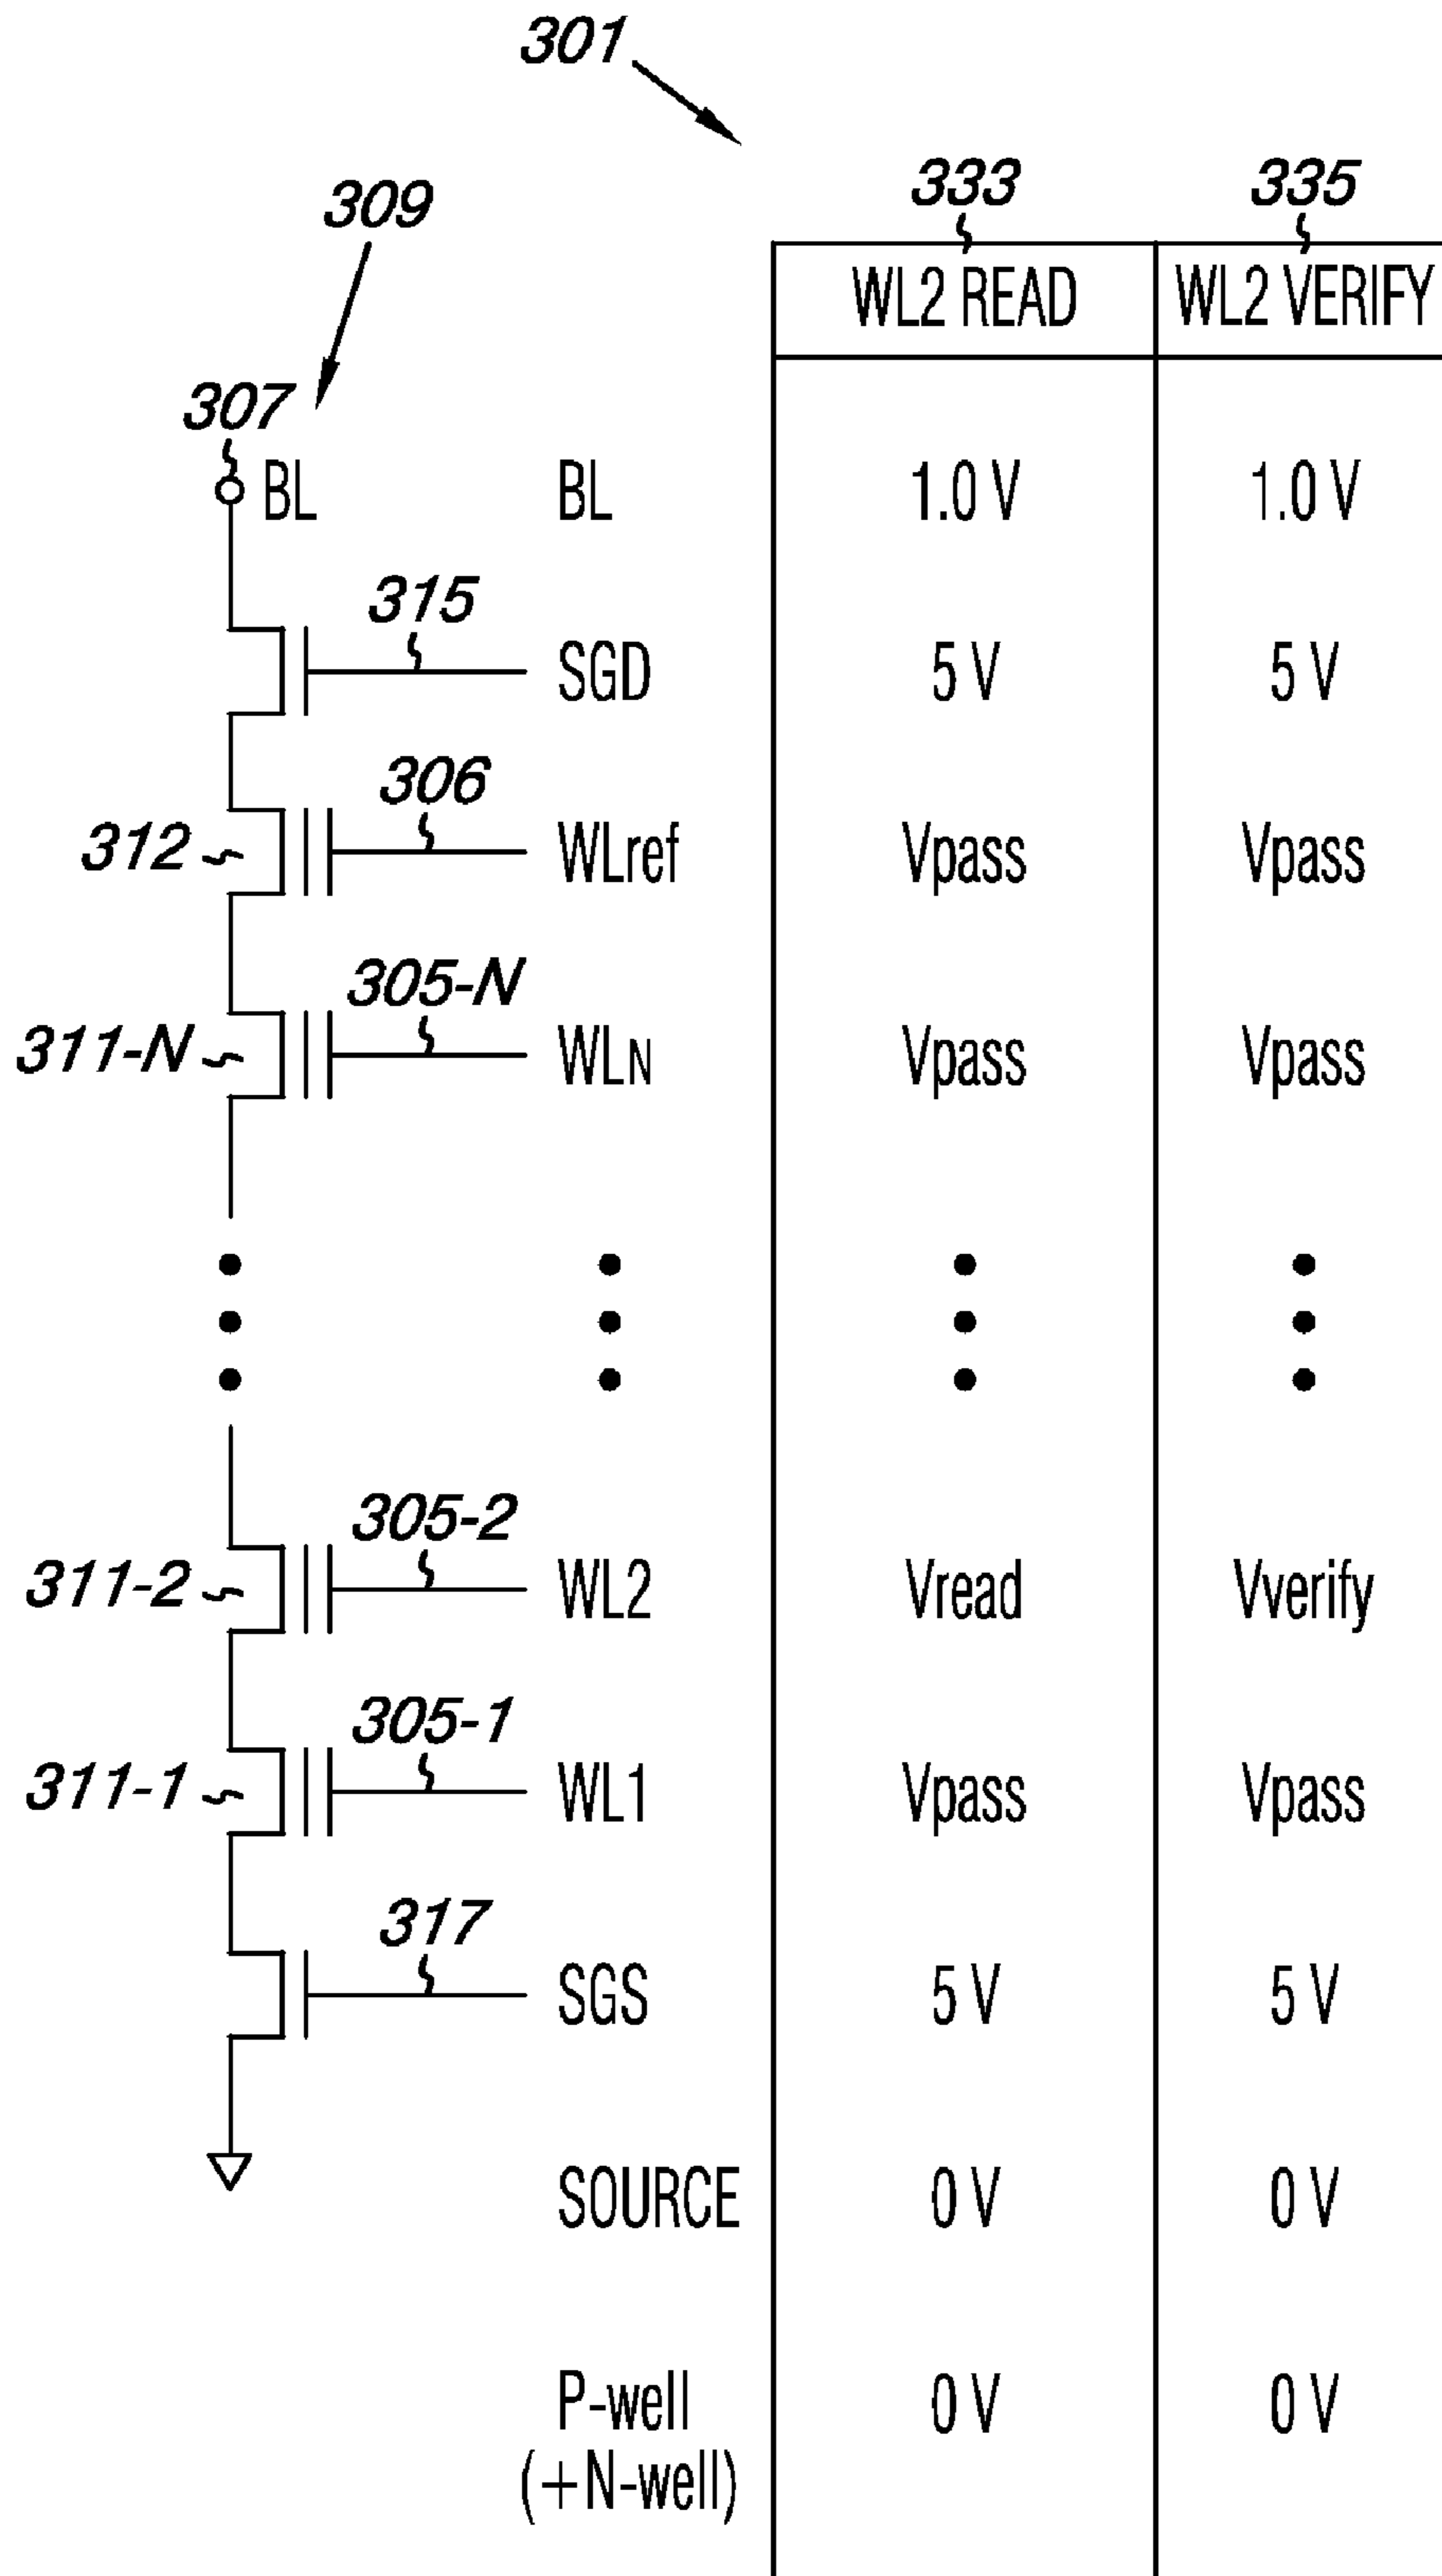 301
333 335
309
WL2 READ WL2 VERIFY
307
BL BL 1.0 V 1.0 V
315
SGD 5 V 5 V
306
312 WLref Vpass Vpass
305-N
311-N WLN Vpass Vpass
305-2
311-2 WL2 Vread Vverify
305-1
311-1 WL1 Vpass Vpass
317
SGS 5 V 5 V
SOURCE 0 V 0 V
P-well 0 V 0 V
(+N-well)